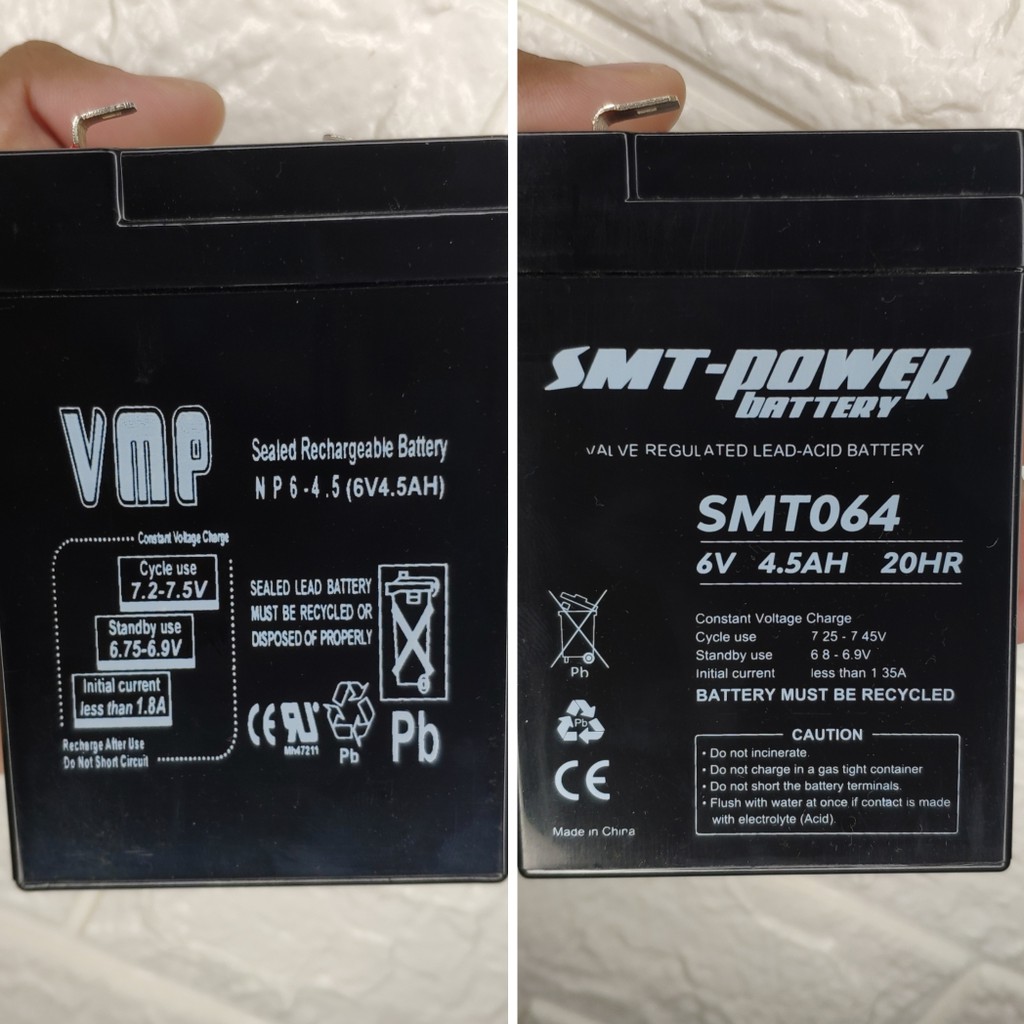 VMP
Sealed Rechargeable Battery
NP6-4.5(6V4.5AH)
Constant Voltage Charge
Cycle use
7.2-7.5V
Standby use
6.75-6.9V
Initial current
less than 1.8A
Recharge After Use
Do Not Short Circuit
SEALED LEAD BATTERY
MUST BE RECYCLED OR
DISPOSED OF PROPERLY
CE
MH47211
Pb
Pb
SMT-POWER
BATTERY
VALVE REGULATED LEAD-ACID BATTERY
SMT064
6V 4.5AH 20HR
Constant Voltage Charge
Cycle use 7 25 - 7 45V
Standby use 6 8 - 6.9V
Initial current less than 1 35A
BATTERY MUST BE RECYCLED
Pb
Pb
CE
Made in China
CAUTION
• Do not incinerate.
• Do not charge in a gas tight container
• Do not short the battery terminals.
• Flush with water at once if contact is made
with electrolyte (Acid).